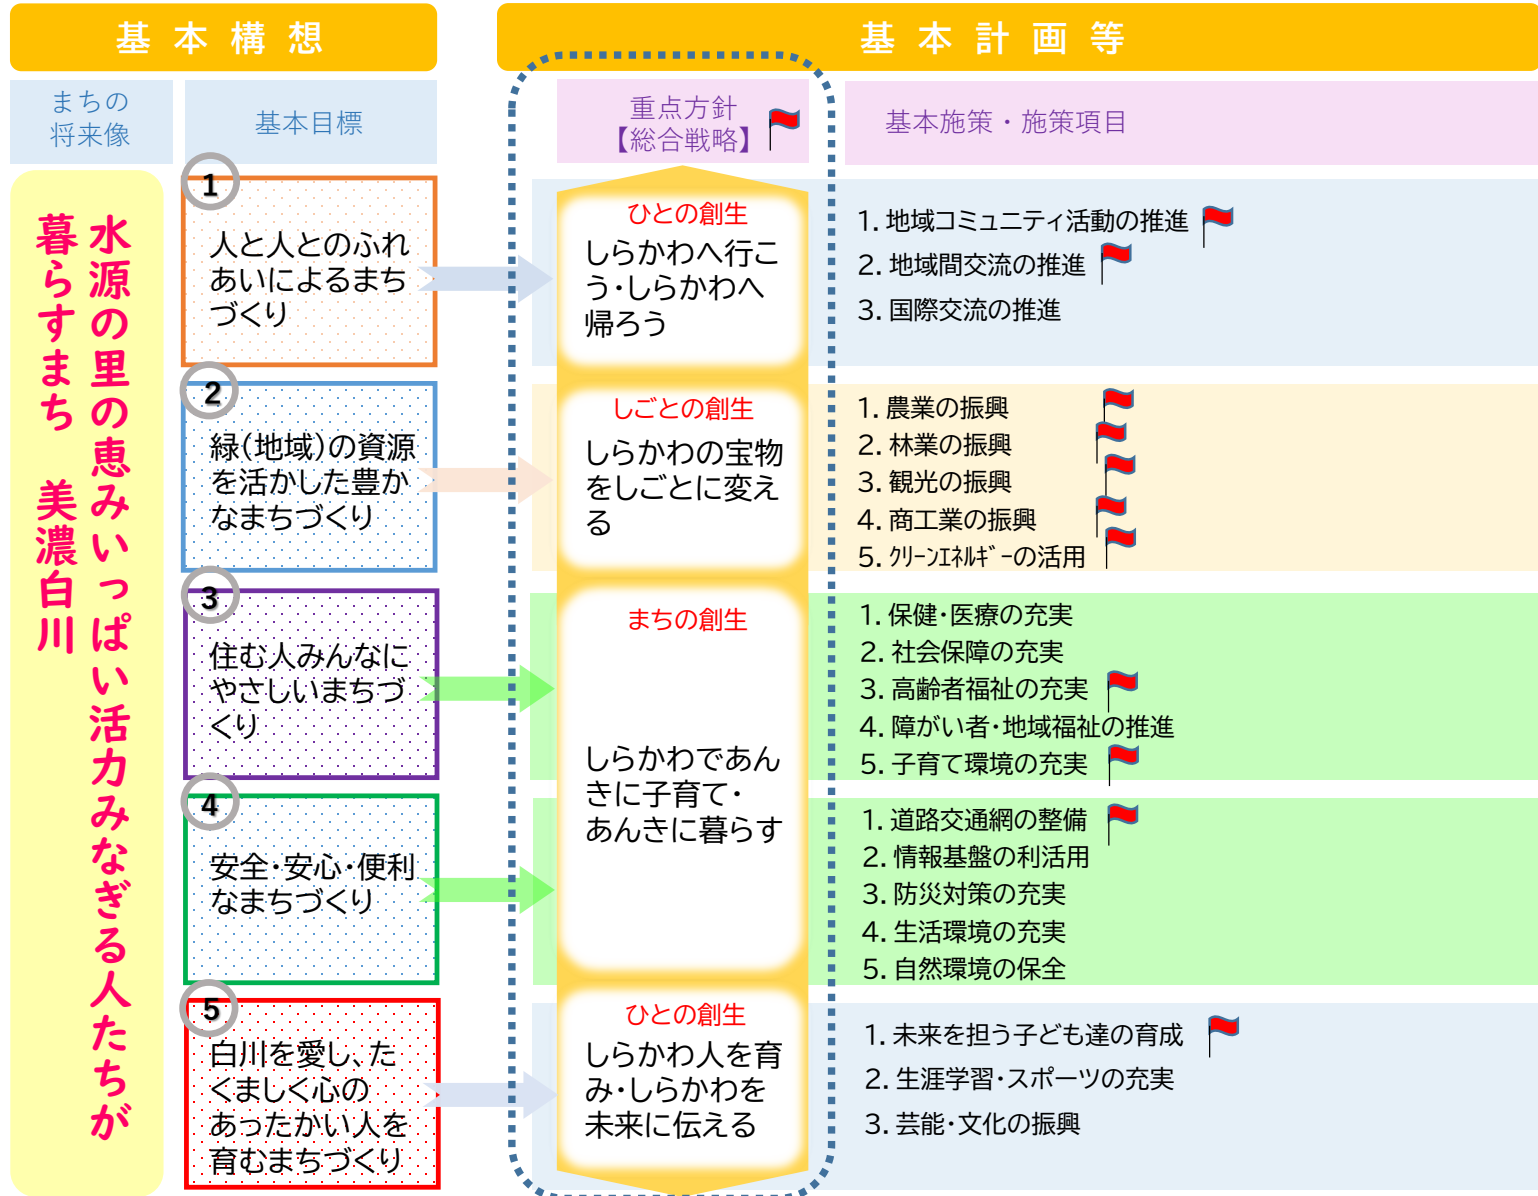 基本構想
基本計画等
まちの
将来像
基本目標
重点方針
【総合戦略】
基本施策・施策項目
水源の里の恵みいっぱい活力みなぎる人たちが
暮らすまち 美濃白川
1
人と人とのふれ
あいによるまち
づくり
ひとの創生
しらかわへ行こ
う・しらかわへ
帰ろう
1. 地域コミュニティ活動の推進
2. 地域間交流の推進
3. 国際交流の推進
2
緑(地域)の資源
を活かした豊か
なまちづくり
しごとの創生
しらかわの宝物
をしごとに変え
る
1. 農業の振興
2. 林業の振興
3. 観光の振興
4. 商工業の振興
5. ｸﾘｰﾝｴﾈﾙｷﾞｰの活用
3
住む人みんなに
やさしいまちづ
くり
まちの創生
しらかわであん
きに子育て・
あんきに暮らす
1. 保健・医療の充実
2. 社会保障の充実
3. 高齢者福祉の充実
4. 障がい者・地域福祉の推進
5. 子育て環境の充実
4
安全・安心・便利
なまちづくり
1. 道路交通網の整備
2. 情報基盤の利活用
3. 防災対策の充実
4. 生活環境の充実
5. 自然環境の保全
5
白川を愛し、た
くましく心の
あったかい人を
育むまちづくり
ひとの創生
しらかわ人を育
み・しらかわを
未来に伝える
1. 未来を担う子ども達の育成
2. 生涯学習・スポーツの充実
3. 芸能・文化の振興